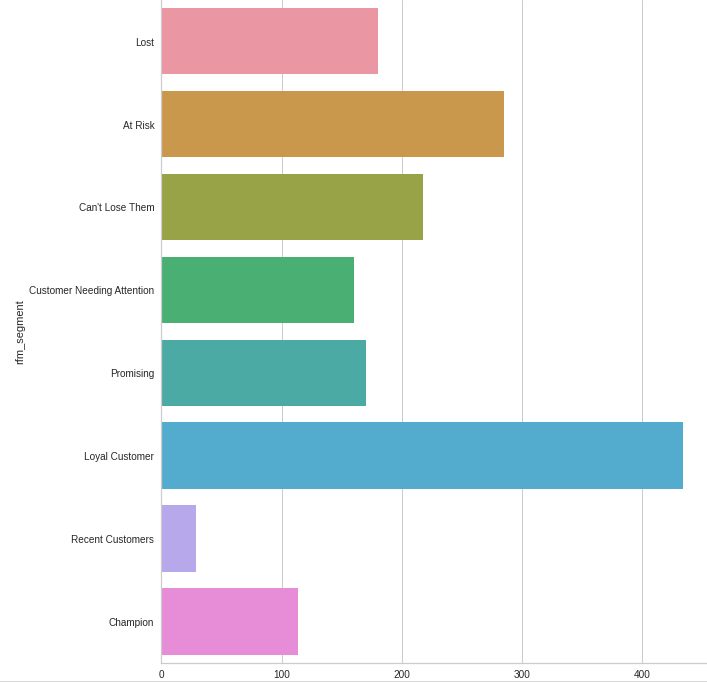 Lost
At Risk
Can't Lose Them
Customer Needing Attention
rfm_segment
Promising
Loyal Customer
Recent Customers
Champion
0 100 200 300 400